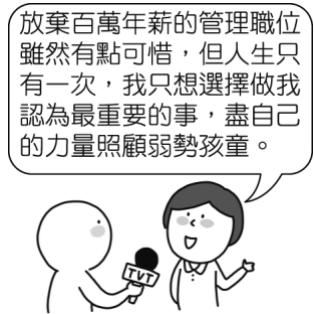 放棄百萬年薪的管理職位
雖然有點可惜，但人生只
有一次，我只想選擇做我
認為最重要的事，盡自己
的力量照顧弱勢孩童。
TVT